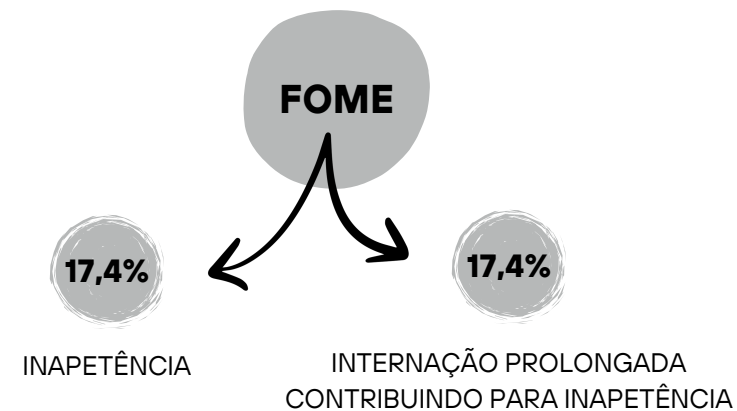 FOME
17,4%
17,4%
INAPETÊNCIA
INTERNAÇÃO PROLONGADA
CONTRIBUINDO PARA INAPETÊNCIA